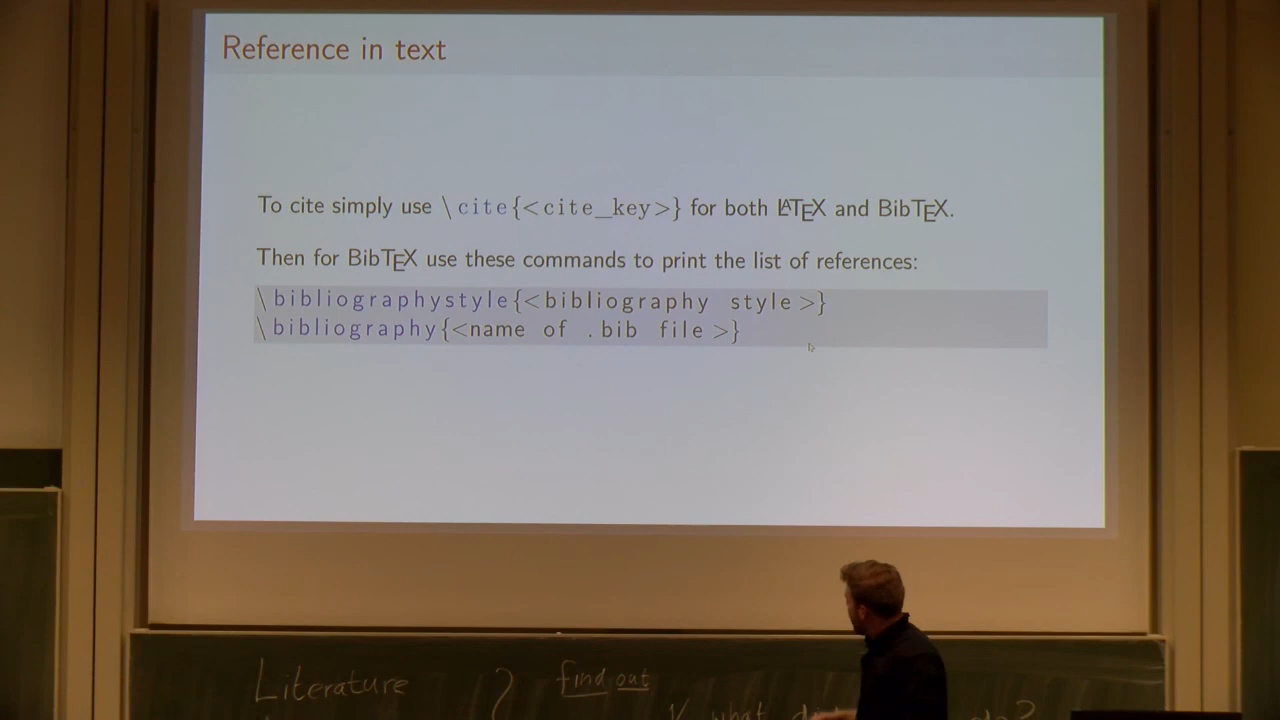 Reference in text
To cite simply use \cite{<cite_key>} for both LATEX and BibTEX.
Then for BibTEX use these commands to print the list of references:
\bibliographystyle{<bibliography style>}
\bibliography{<name of .bib file>}
Literature
find out
what